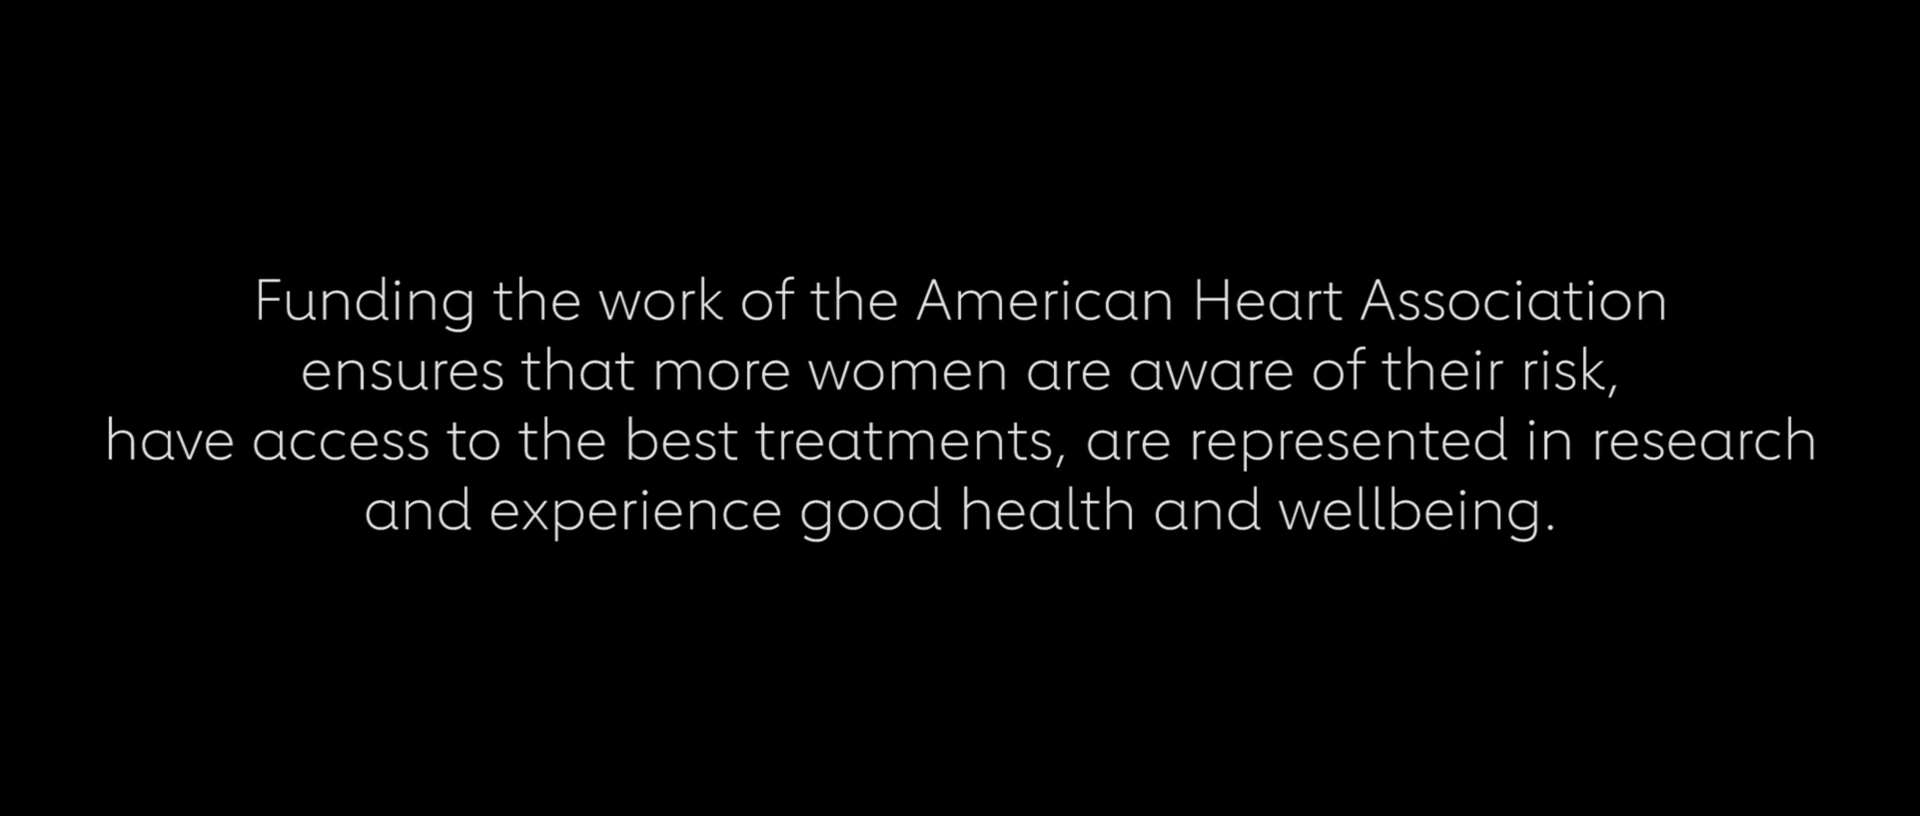 Funding the work of the American Heart Association
ensures that more women are aware of their risk,
have access to the best treatments, are represented in research
and experience good health and wellbeing.